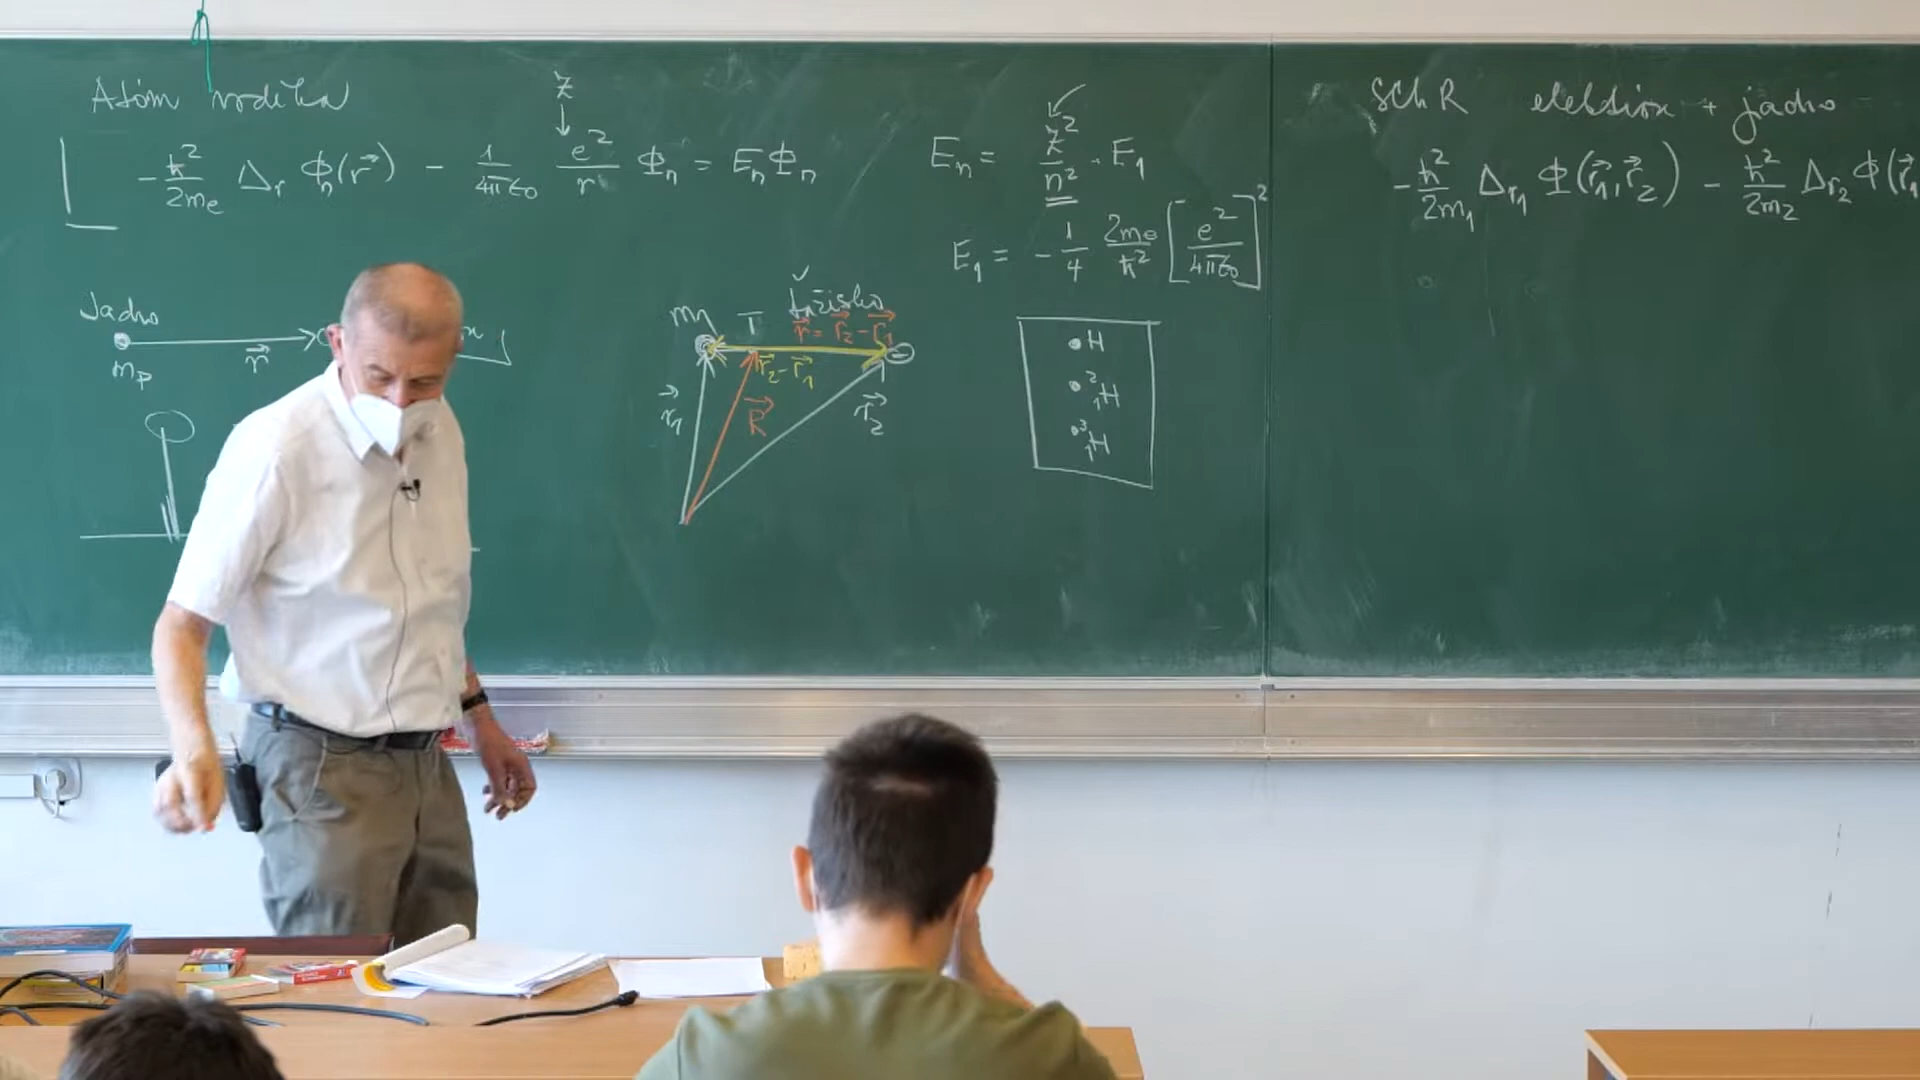 Atóm vodíka
Z
↓
-ħ²/2mₑ Δᵣ Φₙ(r⃗) - 1/4πε₀ e²/r Φₙ = EₙΦₙ
Eₙ = Z²/n² · E₁
E₁ = -1/4 2mₑ/ħ² [e²/4πε₀]²
Jadro
r⃗
mₚ
m₁ T ťažisko
r⃗ = r⃗₂ - r⃗₁
r⃗₂ - r⃗₁
-
r⃗₁
R⃗
r⃗₂
H
²₁H
³₁H
SCHR elektrón + jadro
-ħ²/2m₁ Δᵣ₁ Φ(r⃗₁, r⃗₂) - ħ²/2m₂ Δᵣ₂ Φ(r⃗₁